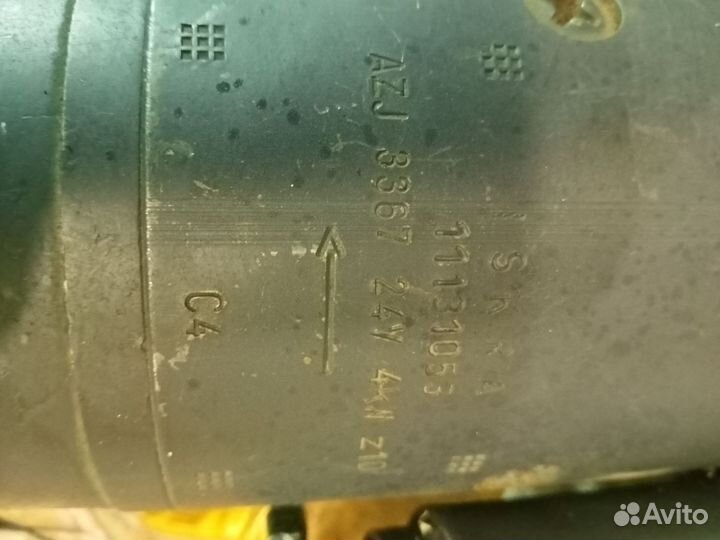 ISKRA
11131053
AZJ 3367 24V 4KW z10
C4
Avito